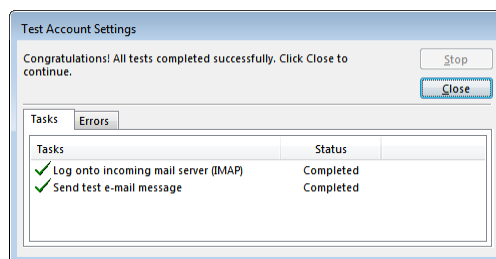 Test Account Settings
Congratulations! All tests completed successfully. Click Close to
continue.
Stop
Close
Tasks
Errors
Tasks Status
Log onto incoming mail server (IMAP) Completed
Send test e-mail message Completed